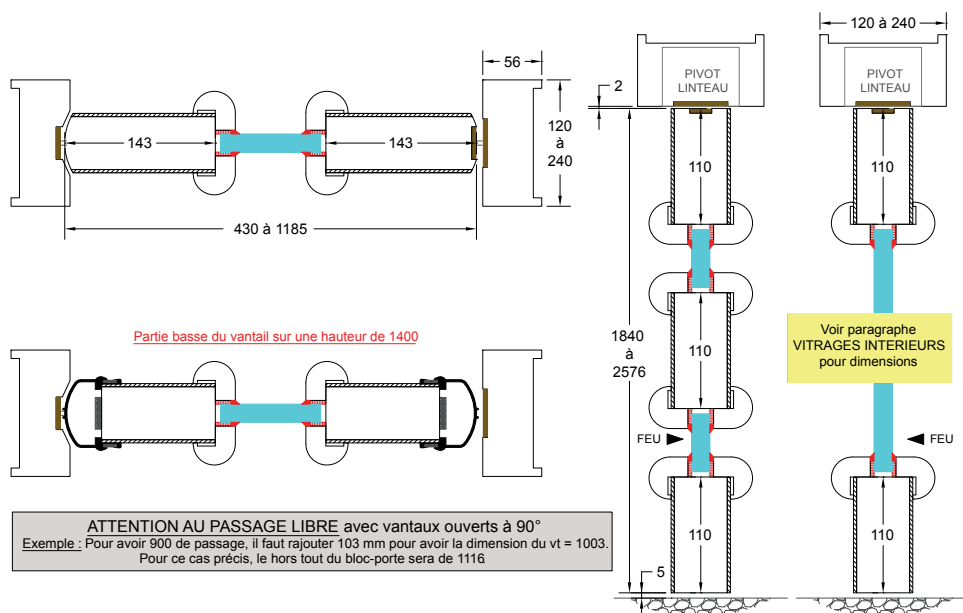 56
143
143
120
à
240
430 à 1185
Partie basse du vantail sur une hauteur de 1400
ATTENTION AU PASSAGE LIBRE avec vantaux ouverts à 90°
Exemple : Pour avoir 900 de passage, il faut rajouter 103 mm pour avoir la dimension du vt = 1003.
Pour ce cas précis, le hors tout du bloc-porte sera de 1116
120 à 240
PIVOT
LINTEAU
PIVOT
LINTEAU
2
110
110
1840
à
2576
110
Voir paragraphe
VITRAGES INTERIEURS
pour dimensions
FEU
FEU
110
110
5